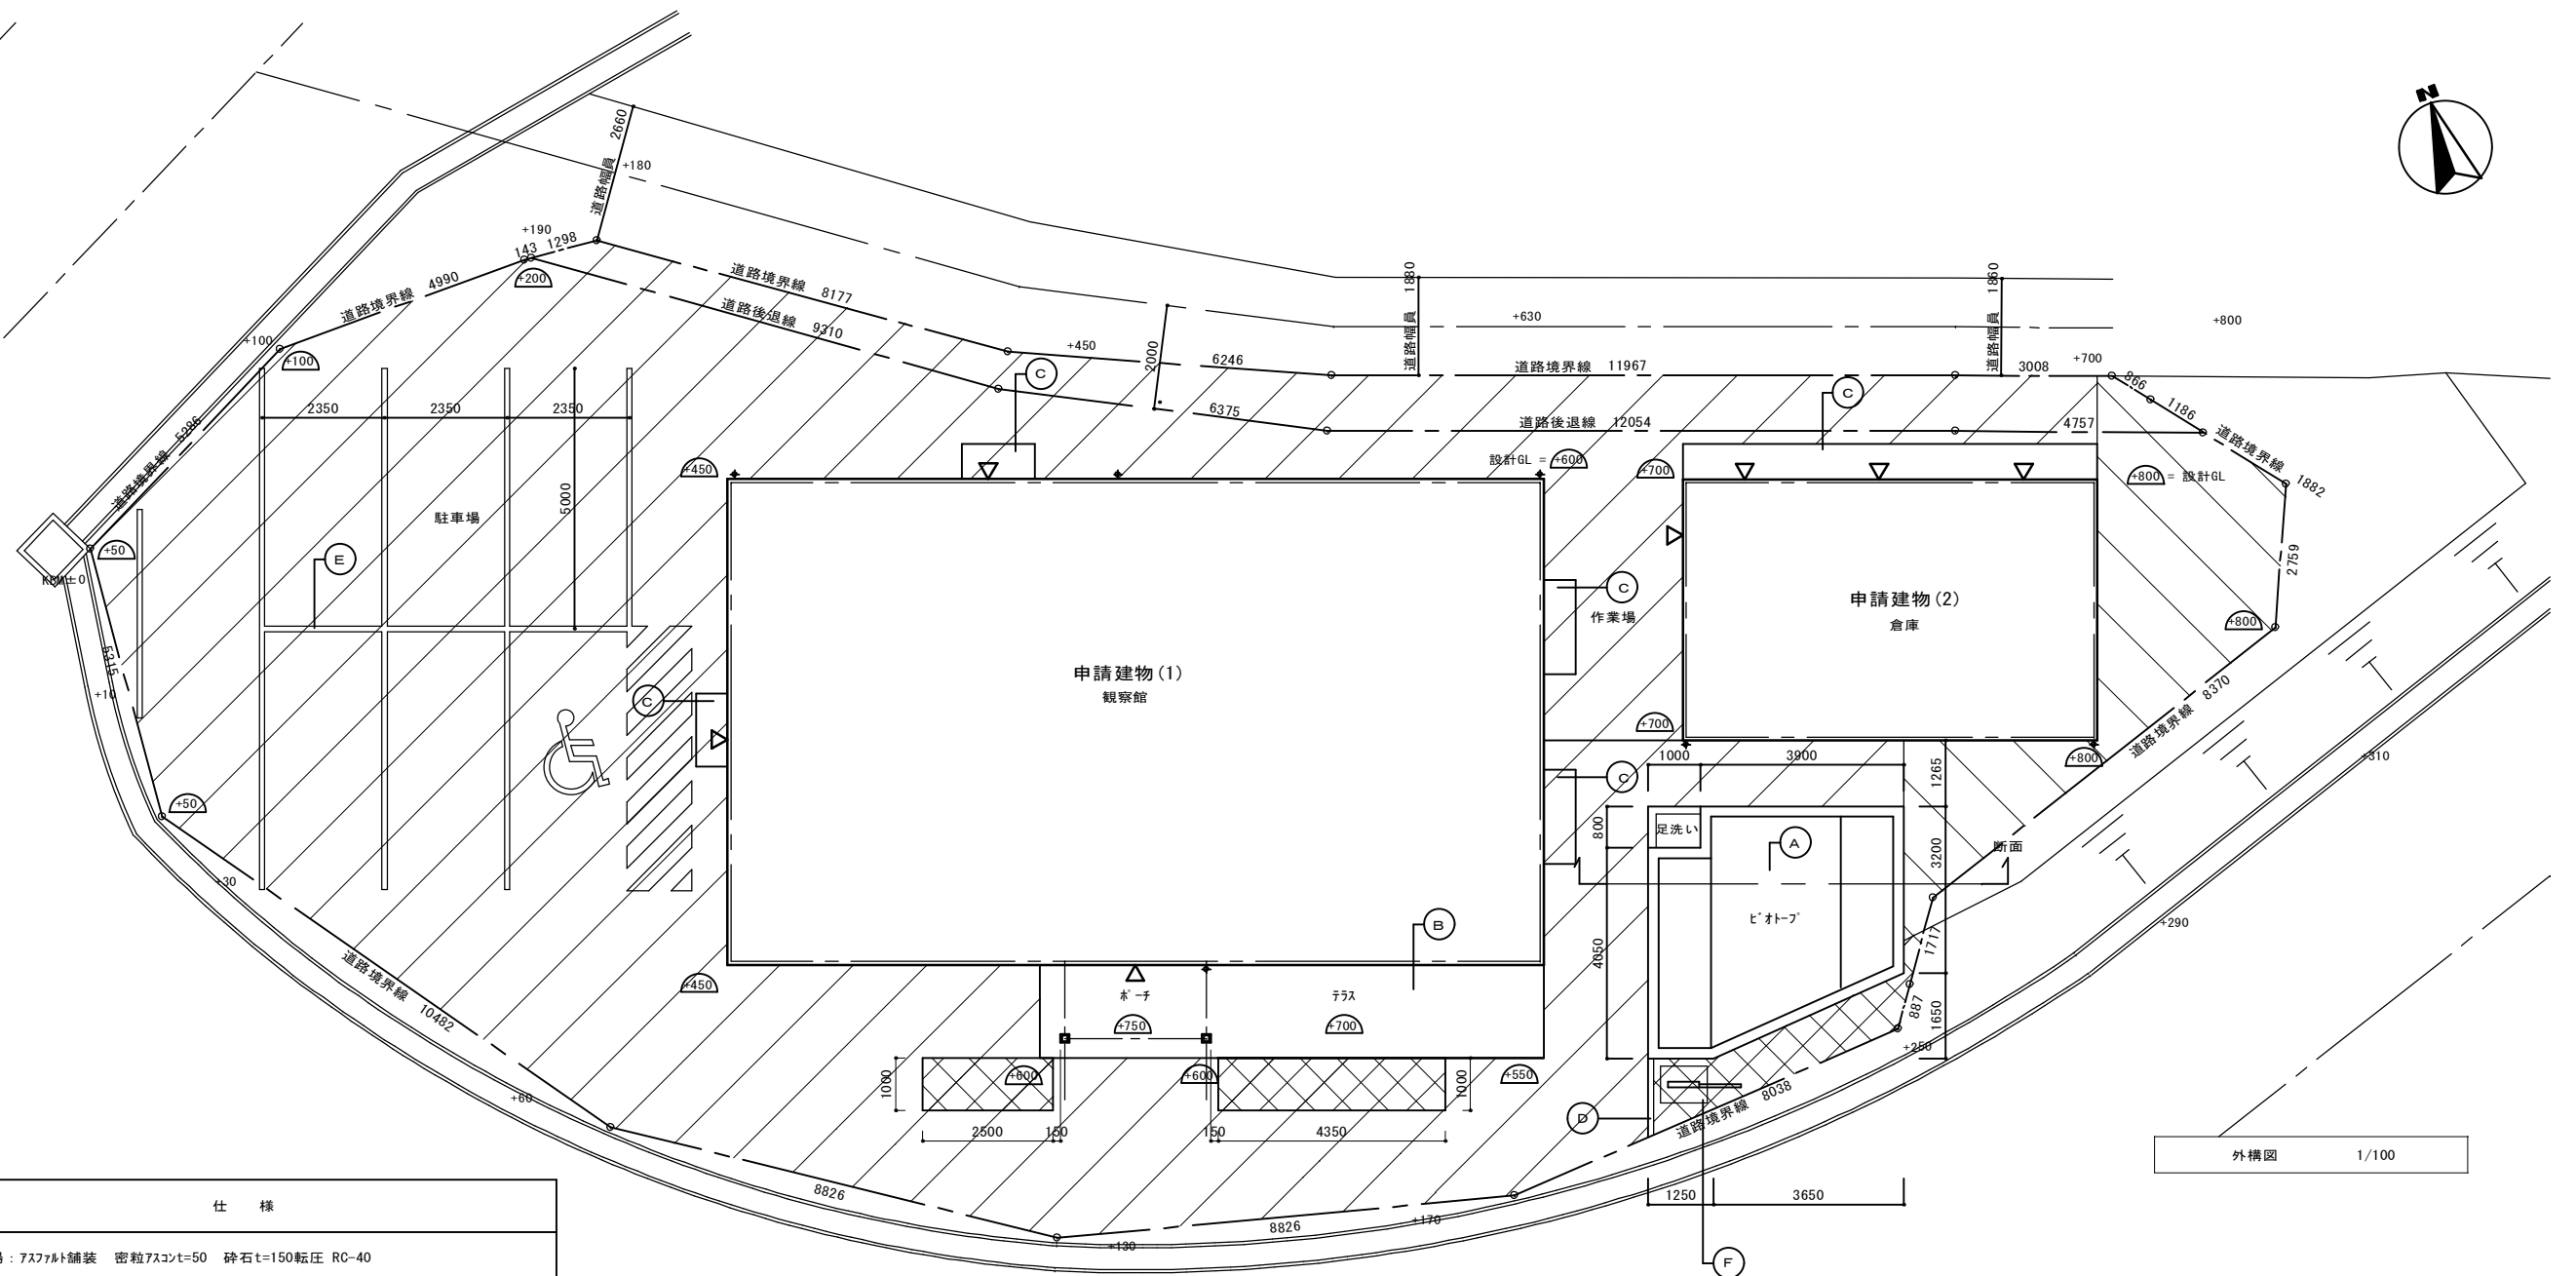 N
道路幅員 2660
+180
+190
143 1298
+200
道路境界線 4990
+100
+100
道路境界線 8177
道路後退線 9310
+450
2000
6246
6375
道路幅員 1880
+630
道路境界線 11967
道路後退線 12054
道路幅員 1860
+800
3008
+700
866
1186
道路境界線 1882
4757
C
C
2350 2350 2350
5000
道路境界線 5286
駐車場
E
+50
KBM±0
+450
設計GL = +600
+700
+800 = 設計GL
2759
+800
C
作業場
申請建物(2)
倉庫
申請建物(1)
観察館
C
5315
+10
+50
+30
+700
1000 3900
1265
+800
道路境界線 8370
+310
C
800
足洗い
A
3200
断面
B
ビオトープ
4050
1717
+290
887
1650
+250
道路境界線 10482
+450
ポーチ テラス
+750 +700
+600 +600 +550
1000 1000
2500 150 150 4350
+60
D
道路境界線 8038
1250 3650
F
8826
8826
+170
+130
外構図 1/100
仕 様
：アスファルト舗装 密粒アスコンt=50 砕石t=150転圧 RC-40